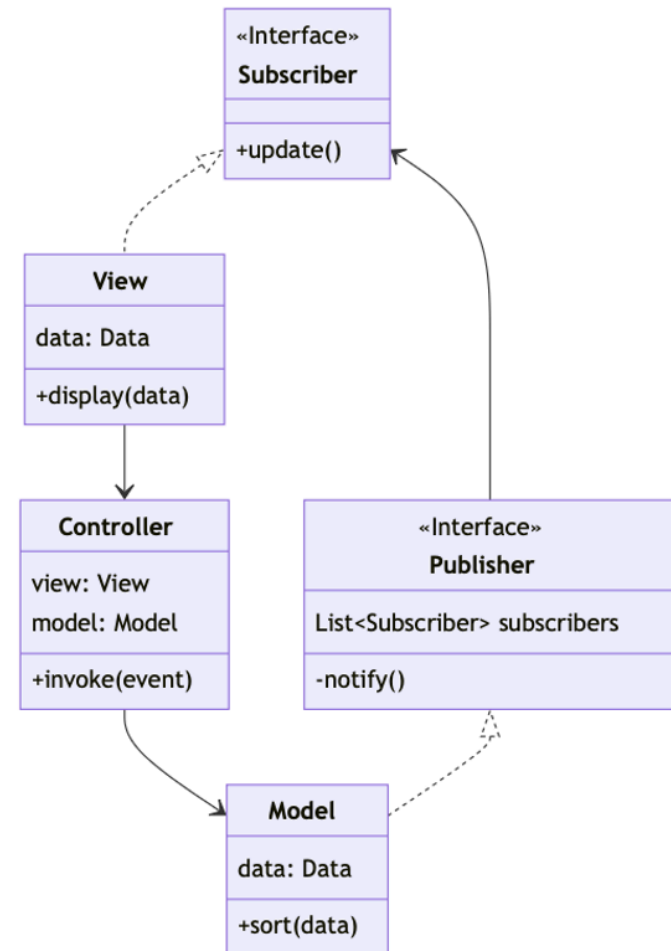 «Interface»
Subscriber
+update()
View
data: Data
+display(data)
Controller
view: View
model: Model
+invoke(event)
«Interface»
Publisher
List<Subscriber> subscribers
-notify()
Model
data: Data
+sort(data)